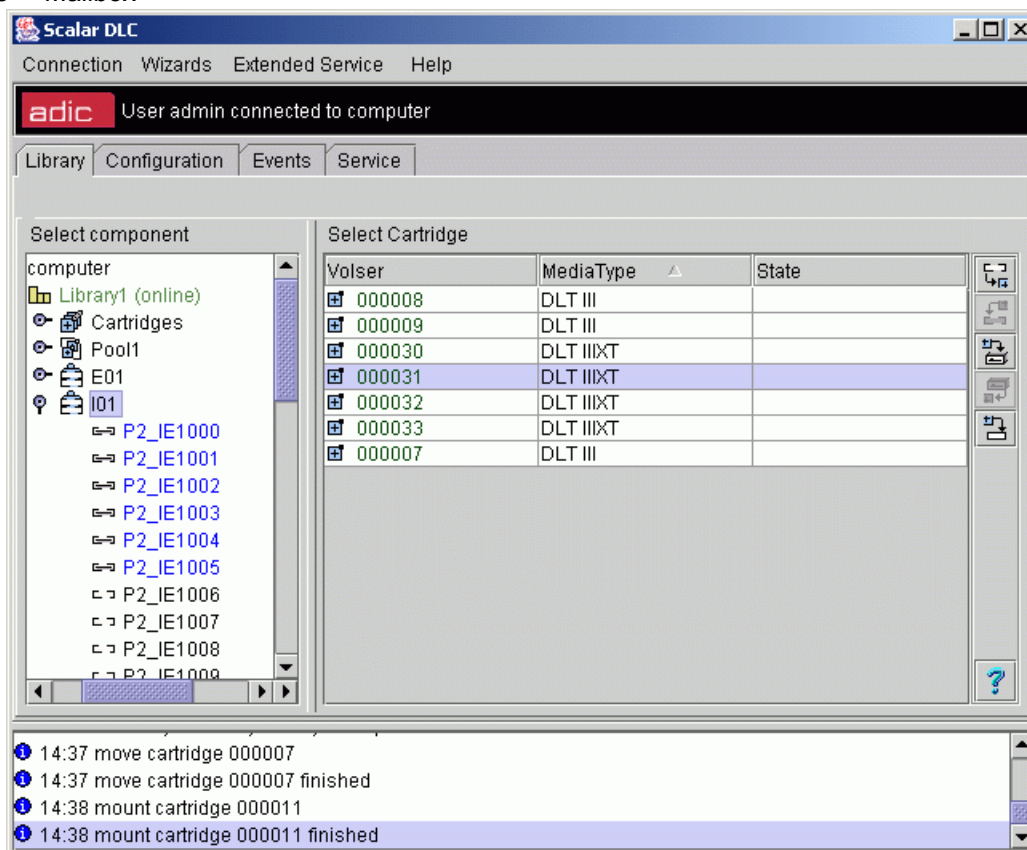 Scalar DLC
Connection Wizards Extended Service Help
adic User admin connected to computer
Library Configuration Events Service
Select component
computer
Library1 (online)
Cartridges
Pool1
E01
I01
P2_IE1000
P2_IE1001
P2_IE1002
P2_IE1003
P2_IE1004
P2_IE1005
P2_IE1006
P2_IE1007
P2_IE1008
P2_IE1009
Select Cartridge
Volser MediaType State
000008 DLT III
000009 DLT III
000030 DLT IIIXT
000031 DLT IIIXT
000032 DLT IIIXT
000033 DLT IIIXT
000007 DLT III
14:37 move cartridge 000007
14:37 move cartridge 000007 finished
14:38 mount cartridge 000011
14:38 mount cartridge 000011 finished